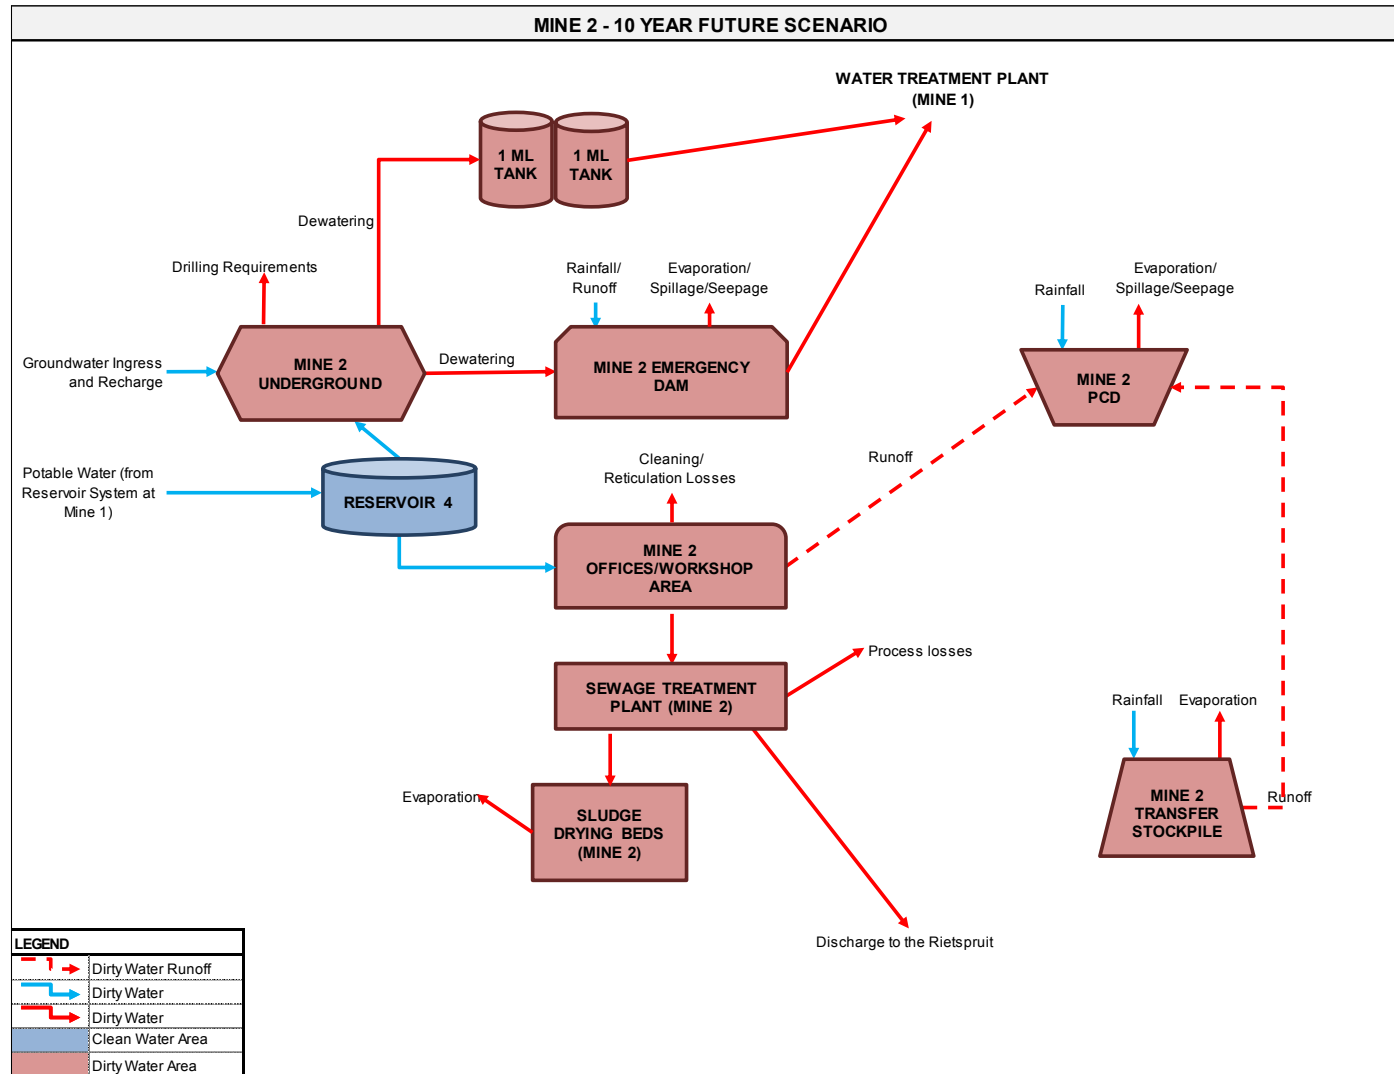 MINE 2 - 10 YEAR FUTURE SCENARIO
WATER TREATMENT PLANT
(MINE 1)
1 ML
TANK
1 ML
TANK
Dewatering
Drilling Requirements
Rainfall/
Runoff
Evaporation/
Spillage/Seepage
Rainfall
Evaporation/
Spillage/Seepage
Groundwater Ingress
and Recharge
MINE 2
UNDERGROUND
Dewatering
MINE 2 EMERGENCY
DAM
MINE 2
PCD
Potable Water (from
Reservoir System at
Mine 1)
RESERVOIR 4
Cleaning/
Reticulation Losses
Runoff
MINE 2
OFFICES/WORKSHOP
AREA
Process losses
SEWAGE TREATMENT
PLANT (MINE 2)
Rainfall
Evaporation
Evaporation
SLUDGE
DRYING BEDS
(MINE 2)
MINE 2
TRANSFER
STOCKPILE
Runoff
Discharge to the Rietspruit
LEGEND
Dirty Water Runoff
Dirty Water
Dirty Water
Clean Water Area
Dirty Water Area